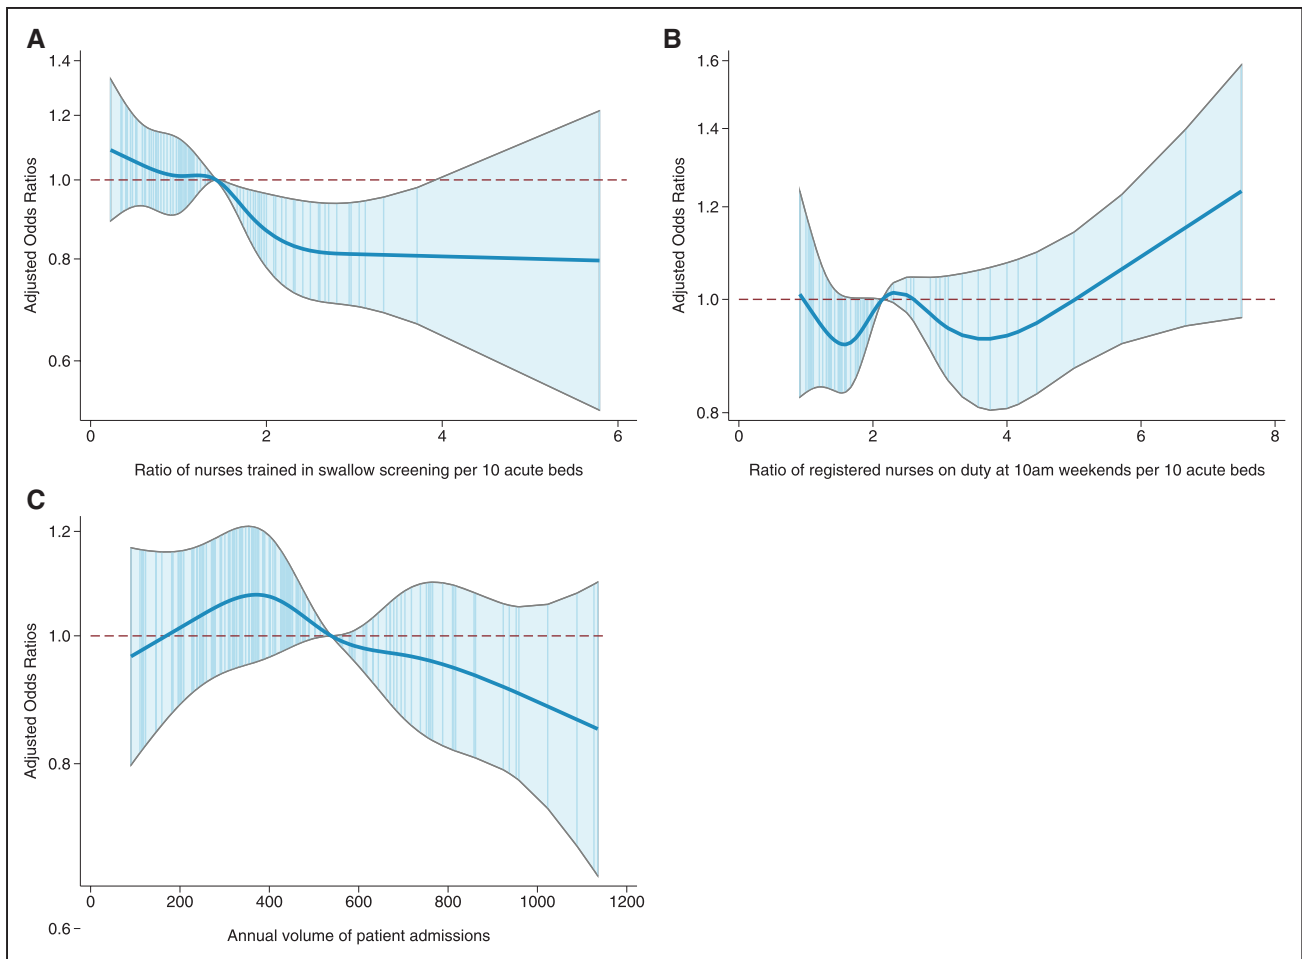 A
1.4
1.2
1.0
0.8
0.6
Adjusted Odds Ratios
0 2 4 6
Ratio of nurses trained in swallow screening per 10 acute beds
B
1.6
1.4
1.2
1.0
0.8
Adjusted Odds Ratios
0 2 4 6 8
Ratio of registered nurses on duty at 10am weekends per 10 acute beds
C
1.2
1.0
0.8
0.6
Adjusted Odds Ratios
0 200 400 600 800 1000 1200
Annual volume of patient admissions